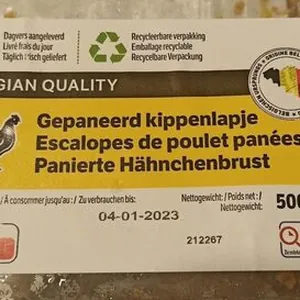 Dagvers aangeleverd
Livré frais du jour
Täglich frisch geliefert
Recycleerbare verpakking
Emballage recyclable
Recycelbare Verpackung
GIAN QUALITY
Gepaneerd kippenlapje
Escalopes de poulet panées
Panierte Hähnchenbrust
/ À consommer jusqu'au: / Zu verbrauchen bis:
Nettogewicht: / Poids net: /
Nettogewicht:
500
04-01-2023
212267